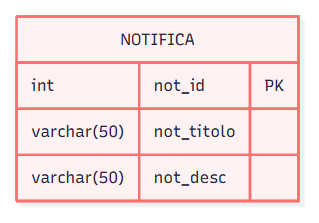 NOTIFICA
int not_id PK
varchar(50) not_titolo
varchar(50) not_desc